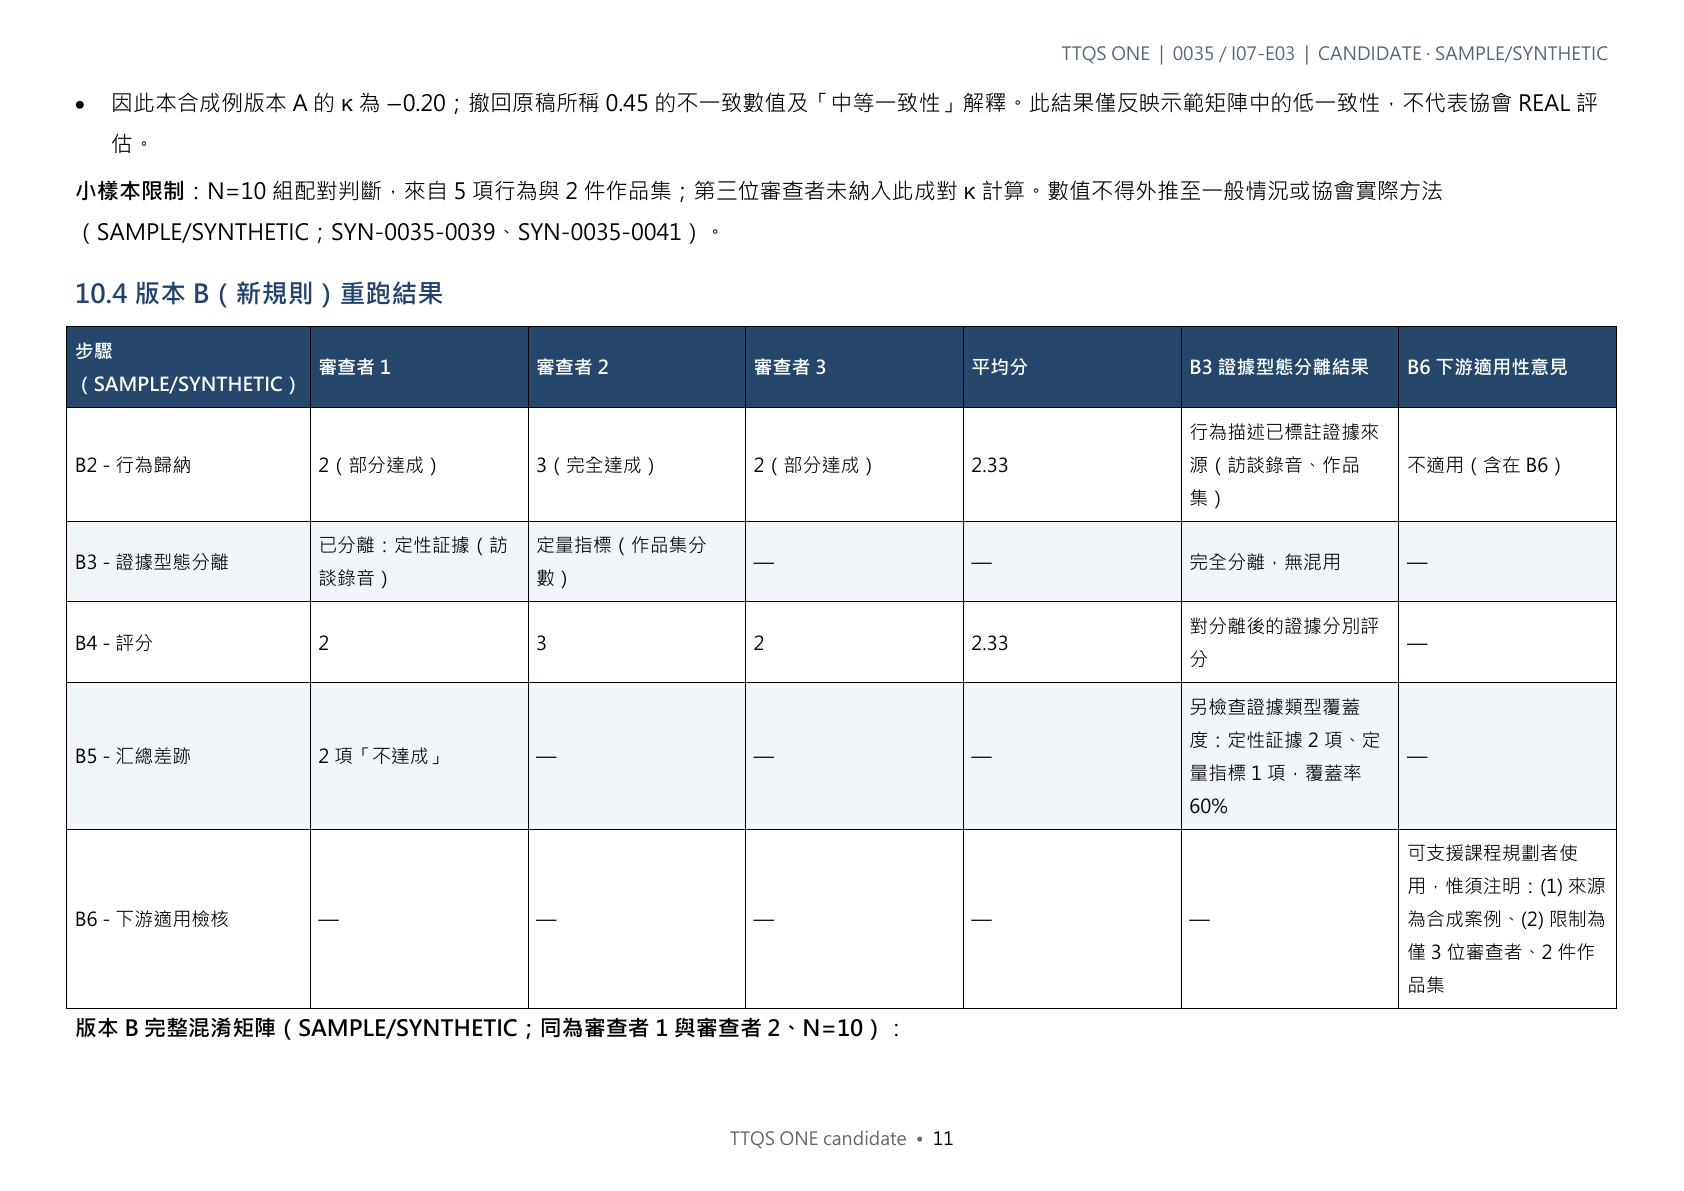 TTQS ONE｜0035 / I07-E03｜CANDIDATE · SAMPLE/SYNTHETIC
• 因此本合成例版本 A 的 κ 為 −0.20；撤回原稿所稱 0.45 的不一致數值及「中等一致性」解釋。此結果僅反映示範矩陣中的低一致性，不代表協會 REAL 評
估。
小樣本限制：N=10 組配對判斷，來自 5 項行為與 2 件作品集；第三位審查者未納入此成對 κ 計算。數值不得外推至一般情況或協會實際方法
（SAMPLE/SYNTHETIC；SYN-0035-0039、SYN-0035-0041）。
10.4 版本 B（新規則）重跑結果
步驟
（SAMPLE/SYNTHETIC）
審查者 1
審查者 2
審查者 3
平均分
B3 證據型態分離結果
B6 下游適用性意見
B2 - 行為歸納
2（部分達成）
3（完全達成）
2（部分達成）
2.33
行為描述已標註證據來
源（訪談錄音、作品
集）
不適用（含在 B6）
B3 - 證據型態分離
已分離：定性証據（訪
談錄音）
定量指標（作品集分
數）
—
—
完全分離，無混用
—
B4 - 評分
2
3
2
2.33
對分離後的證據分別評
分
—
B5 - 汇總差跡
2 項「不達成」
—
—
—
另檢查證據類型覆蓋
度：定性証據 2 項、定
量指標 1 項，覆蓋率
60%
—
B6 - 下游適用檢核
—
—
—
—
—
可支援課程規劃者使
用，惟須注明：(1) 來源
為合成案例、(2) 限制為
僅 3 位審查者、2 件作
品集
版本 B 完整混淆矩陣（SAMPLE/SYNTHETIC；同為審查者 1 與審查者 2、N=10）：
TTQS ONE candidate • 11